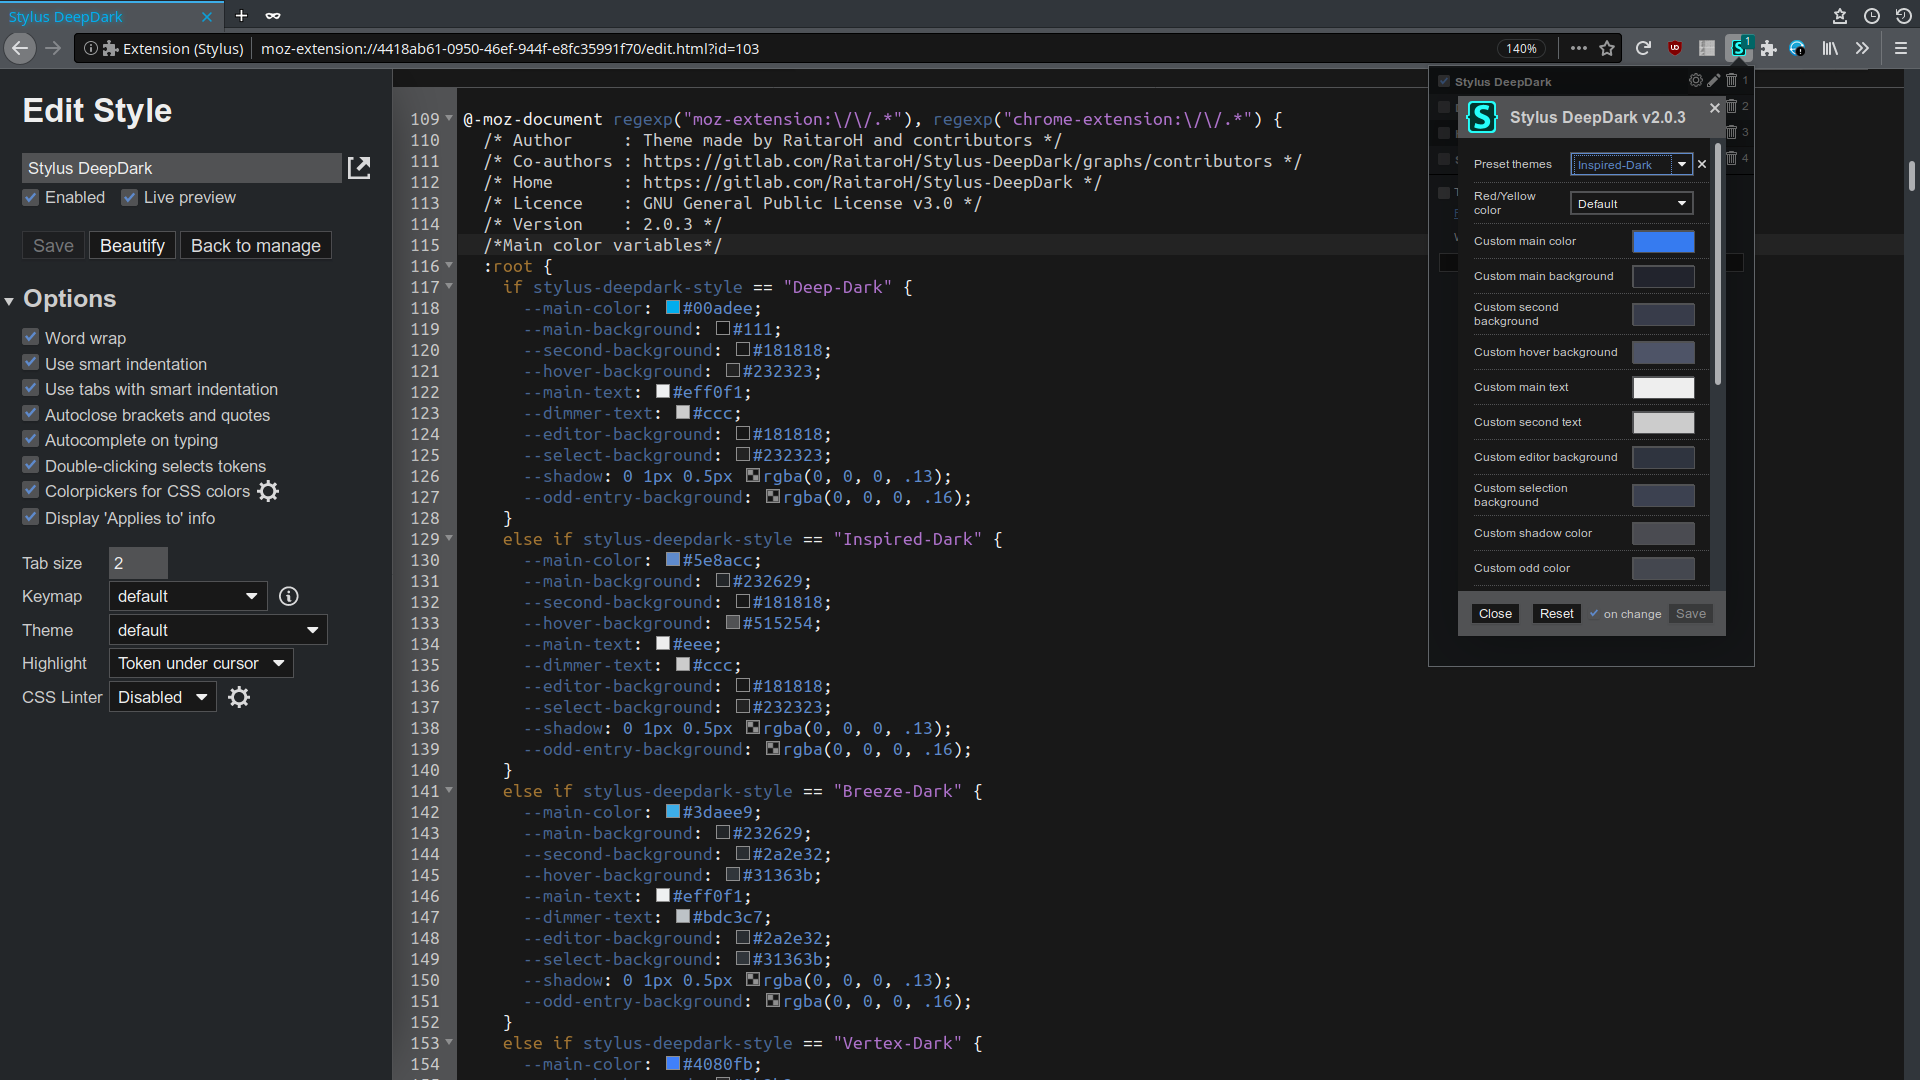 Stylus DeepDark
Extension (Stylus)
moz-extension://4418ab61-0950-46ef-944f-e8fc35991f70/edit.html?id=103
140%
1
Edit Style
Stylus DeepDark
Enabled
Live preview
Save
Beautify
Back to manage
Options
Word wrap
Use smart indentation
Use tabs with smart indentation
Autoclose brackets and quotes
Autocomplete on typing
Double-clicking selects tokens
Colorpickers for CSS colors
Display 'Applies to' info
Tab size 2
Keymap default
Theme default
Highlight Token under cursor
CSS Linter Disabled
109 @-moz-document regexp("moz-extension:\/\/.*"), regexp("chrome-extension:\/\/.*") {
110 /* Author : Theme made by RaitaroH and contributors */
111 /* Co-authors : https://gitlab.com/RaitaroH/Stylus-DeepDark/graphs/contributors */
112 /* Home : https://gitlab.com/RaitaroH/Stylus-DeepDark */
113 /* Licence : GNU General Public License v3.0 */
114 /* Version : 2.0.3 */
115 /*Main color variables*/
116 :root {
117 if stylus-deepdark-style == "Deep-Dark" {
118 --main-color: #00adee;
119 --main-background: #111;
120 --second-background: #181818;
121 --hover-background: #232323;
122 --main-text: #eff0f1;
123 --dimmer-text: #ccc;
124 --editor-background: #181818;
125 --select-background: #232323;
126 --shadow: 0 1px 0.5px rgba(0, 0, 0, .13);
127 --odd-entry-background: rgba(0, 0, 0, .16);
128 }
129 else if stylus-deepdark-style == "Inspired-Dark" {
130 --main-color: #5e8acc;
131 --main-background: #232629;
132 --second-background: #181818;
133 --hover-background: #515254;
134 --main-text: #eee;
135 --dimmer-text: #ccc;
136 --editor-background: #181818;
137 --select-background: #232323;
138 --shadow: 0 1px 0.5px rgba(0, 0, 0, .13);
139 --odd-entry-background: rgba(0, 0, 0, .16);
140 }
141 else if stylus-deepdark-style == "Breeze-Dark" {
142 --main-color: #3daee9;
143 --main-background: #232629;
144 --second-background: #2a2e32;
145 --hover-background: #31363b;
146 --main-text: #eff0f1;
147 --dimmer-text: #bdc3c7;
148 --editor-background: #2a2e32;
149 --select-background: #31363b;
150 --shadow: 0 1px 0.5px rgba(0, 0, 0, .13);
151 --odd-entry-background: rgba(0, 0, 0, .16);
152 }
153 else if stylus-deepdark-style == "Vertex-Dark" {
154 --main-color: #4080fb;
Stylus DeepDark 1
2
3
4
S
Stylus DeepDark v2.0.3
Preset themes Inspired-Dark
Red/Yellow
color
Default
Custom main color
Custom main background
Custom second
background
Custom hover background
Custom main text
Custom second text
Custom editor background
Custom selection
background
Custom shadow color
Custom odd color
Close
Reset
on change
Save